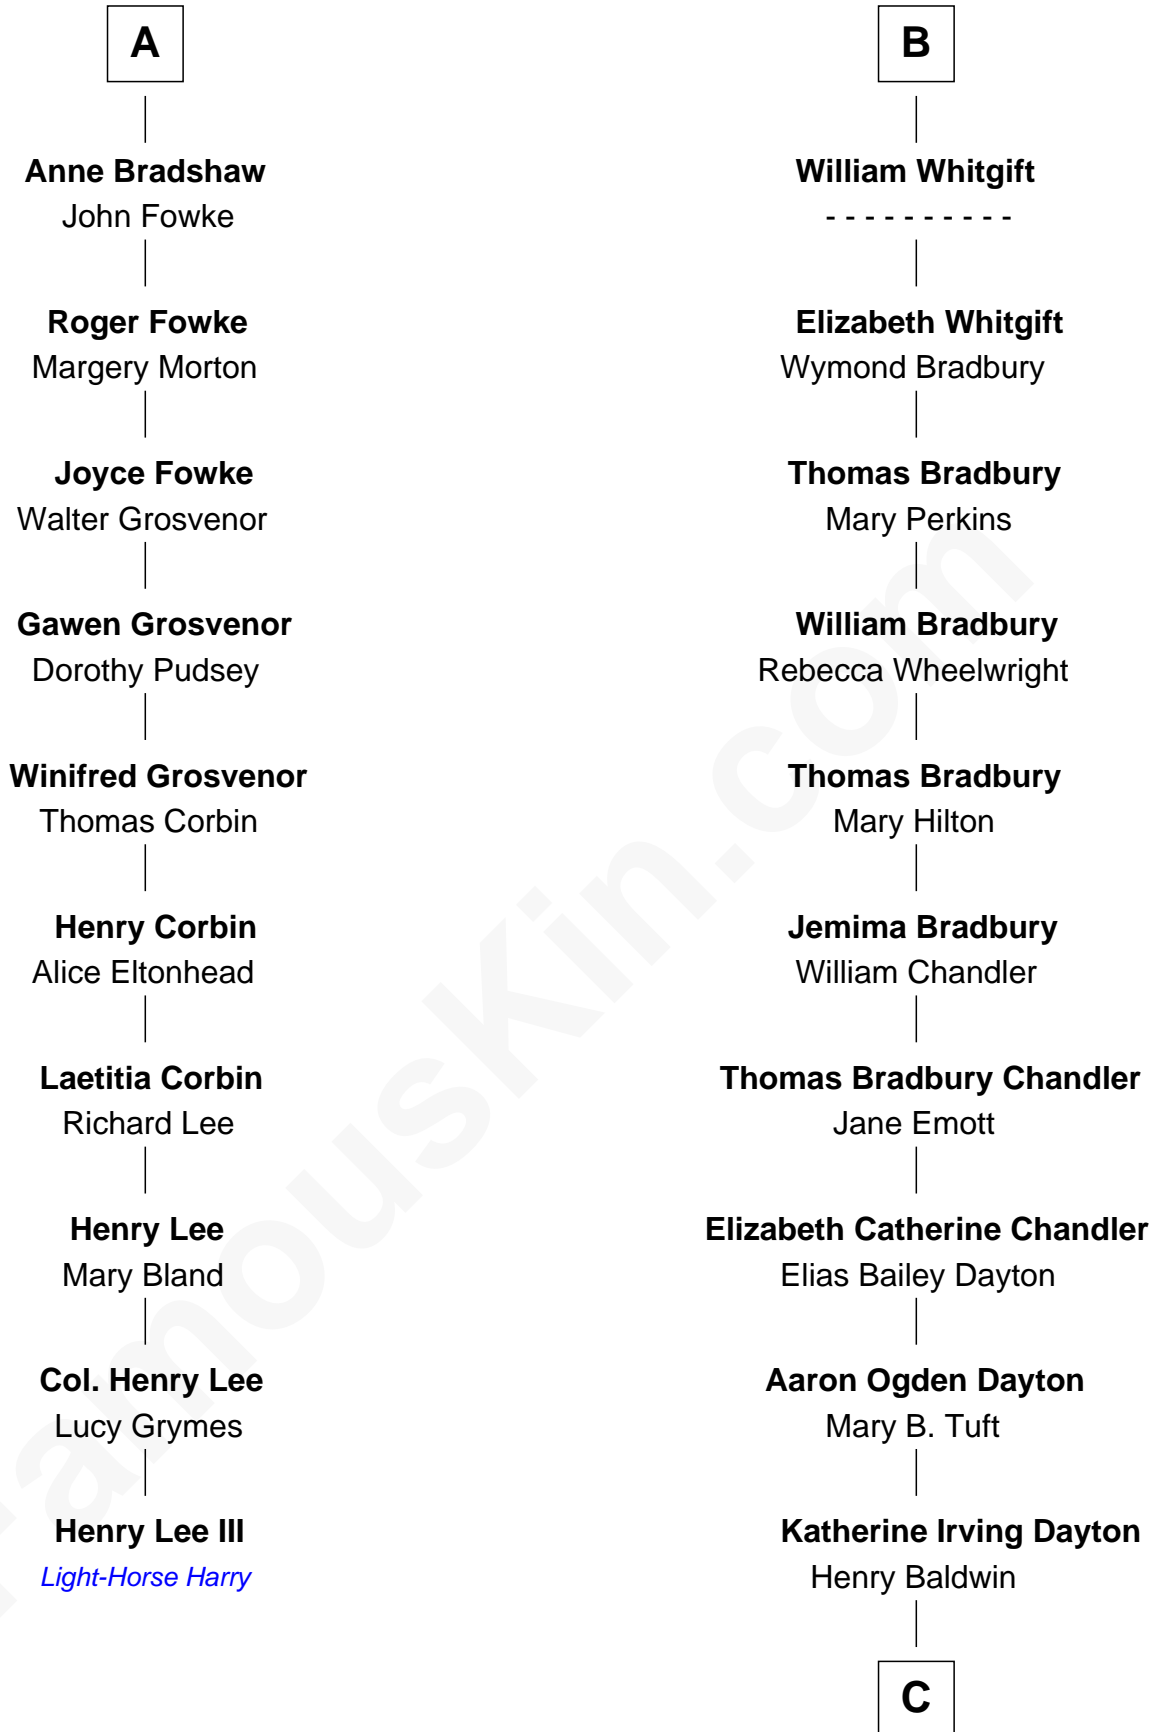 A
Anne Bradshaw
John Fowke
Roger Fowke
Margery Morton
Joyce Fowke
Walter Grosvenor
Gawen Grosvenor
Dorothy Pudsey
Winifred Grosvenor
Thomas Corbin
Henry Corbin
Alice Eltonhead
Laetitia Corbin
Richard Lee
Henry Lee
Mary Bland
Col. Henry Lee
Lucy Grymes
Henry Lee III
Light-Horse Harry
B
William Whitgift
- - - - - - - - - -
Elizabeth Whitgift
Wymond Bradbury
Thomas Bradbury
Mary Perkins
William Bradbury
Rebecca Wheelwright
Thomas Bradbury
Mary Hilton
Jemima Bradbury
William Chandler
Thomas Bradbury Chandler
Jane Emott
Elizabeth Catherine Chandler
Elias Bailey Dayton
Aaron Ogden Dayton
Mary B. Tuft
Katherine Irving Dayton
Henry Baldwin
C
FamousKin.com